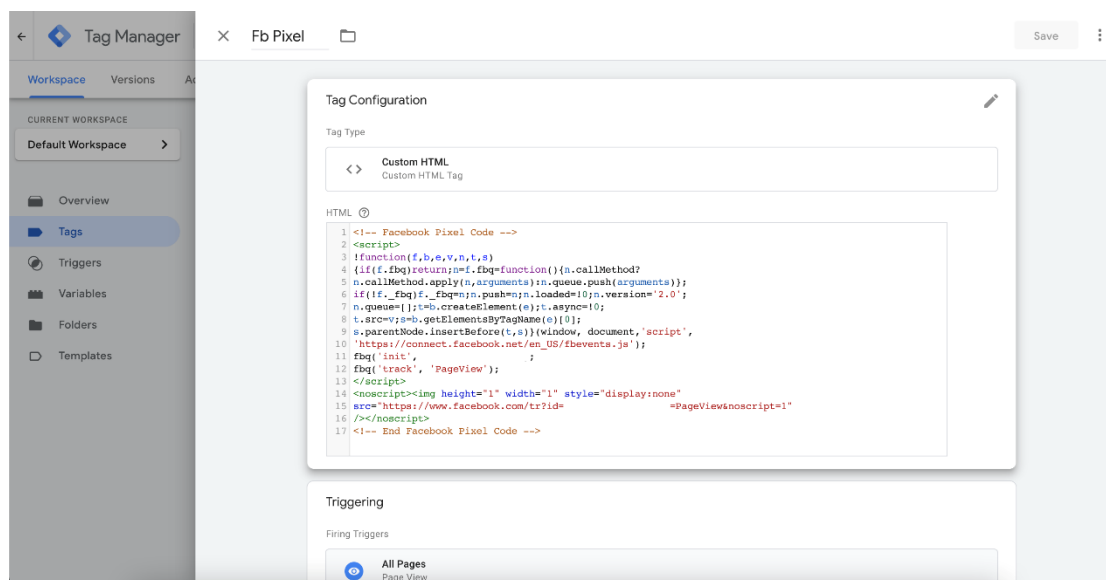 Tag Manager
Fb Pixel
Save
Workspace Versions
CURRENT WORKSPACE
Default Workspace
Overview
Tags
Triggers
Variables
Folders
Templates
Tag Configuration
Tag Type
Custom HTML
Custom HTML Tag
HTML
1 <!-- Facebook Pixel Code -->
2 <script>
3 !function(f,b,e,v,n,t,s)
4 {if(f.fbq)return;n=f.fbq=function(){n.callMethod?
5 n.callMethod.apply(n,arguments):n.queue.push(arguments)};
6 if(!f._fbq)f._fbq=n;n.push=n;n.loaded=!0;n.version='2.0';
7 n.queue=[];t=b.createElement(e);t.async=!0;
8 t.src=v;s=b.getElementsByTagName(e)[0];
9 s.parentNode.insertBefore(t,s)}(window, document,'script',
10 'https://connect.facebook.net/en_US/fbevents.js');
11 fbq('init', ;
12 fbq('track', 'PageView');
13 </script>
14 <noscript><img height="1" width="1" style="display:none"
15 src="https://www.facebook.com/tr?id= =PageView&noscript=1"
16 /></noscript>
17 <!-- End Facebook Pixel Code -->
Triggering
Firing Triggers
All Pages
Page View